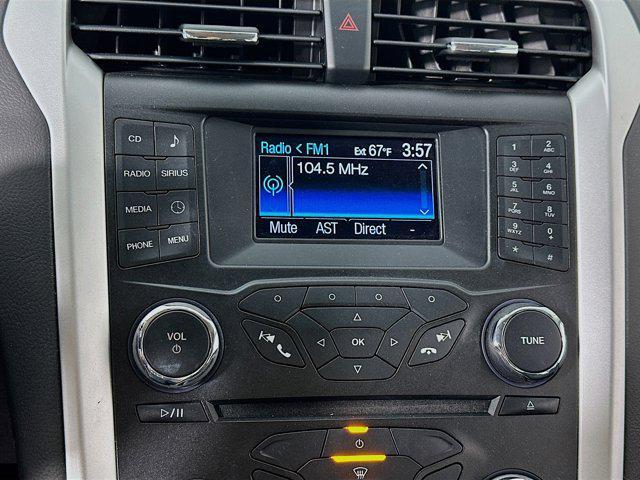 Radio < FM1 Ext 67°F 3:57
104.5 MHz
Mute AST Direct -
CD
RADIO SIRIUS
MEDIA
PHONE MENU
1 2 ABC
3 DEF 4 GHI
5 JKL 6 MNO
7 PQRS 8 TUV
9 WXYZ 0 +
* #
VOL
OK
TUNE